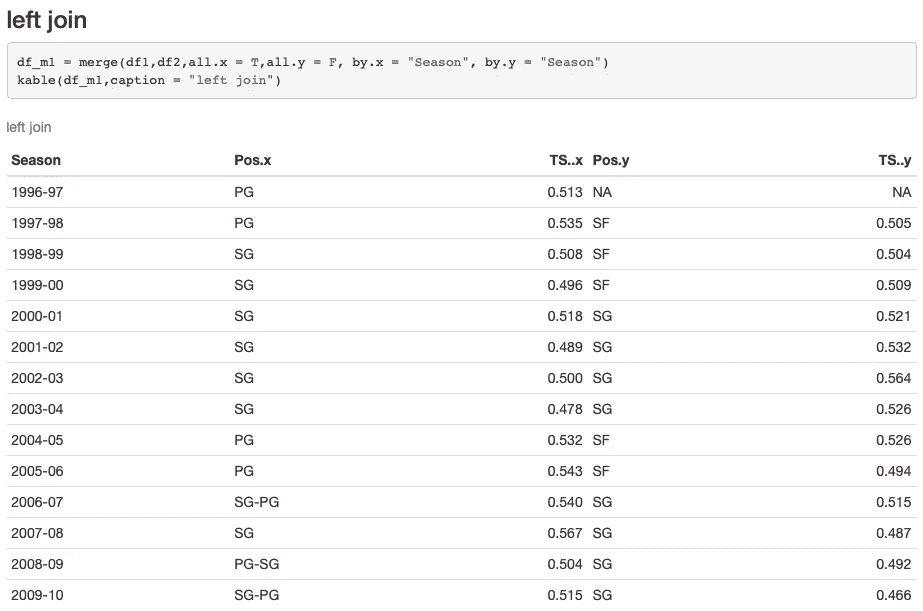 left join
df_m1 = merge(df1,df2,all.x = T,all.y = F, by.x = "Season", by.y = "Season")
kable(df_m1,caption = "left join")
left join
Season Pos.x TS..x Pos.y TS..y
1996-97 PG 0.513 NA NA
1997-98 PG 0.535 SF 0.505
1998-99 SG 0.508 SF 0.504
1999-00 SG 0.496 SF 0.509
2000-01 SG 0.518 SG 0.521
2001-02 SG 0.489 SG 0.532
2002-03 SG 0.500 SG 0.564
2003-04 SG 0.478 SG 0.526
2004-05 PG 0.532 SF 0.526
2005-06 PG 0.543 SF 0.494
2006-07 SG-PG 0.540 SG 0.515
2007-08 SG 0.567 SG 0.487
2008-09 PG-SG 0.504 SG 0.492
2009-10 SG-PG 0.515 SG 0.466